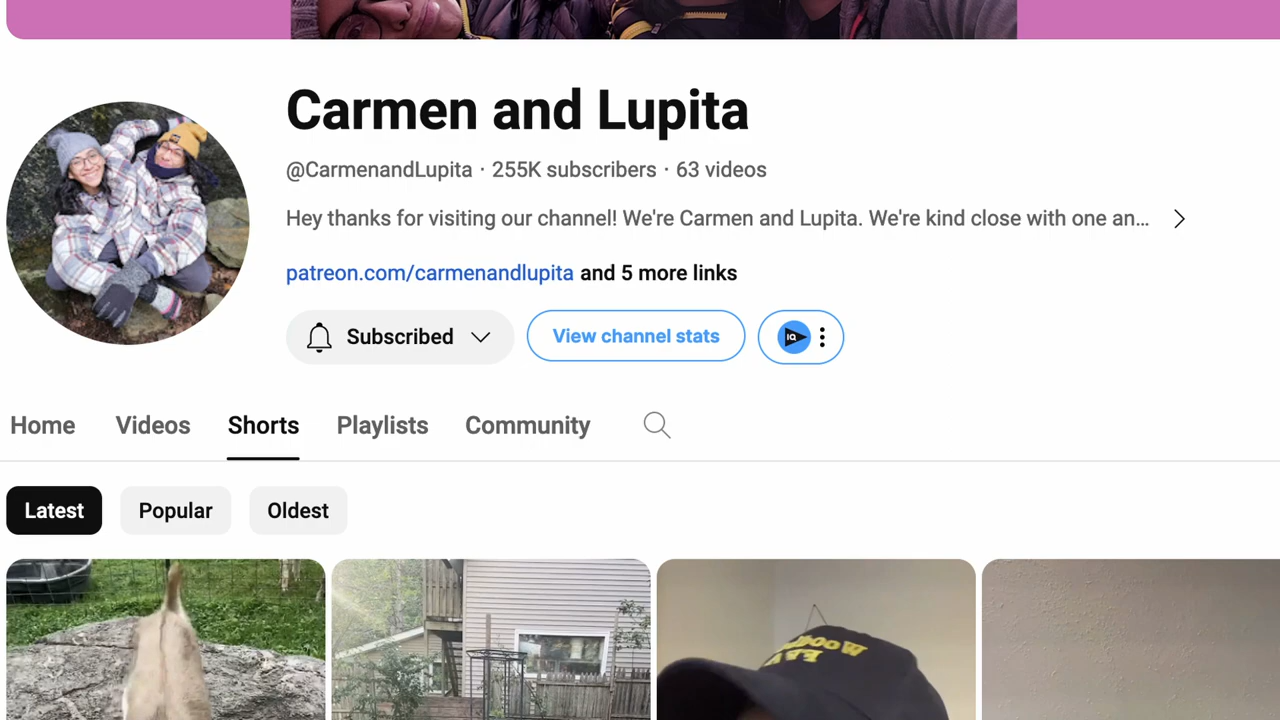 Carmen and Lupita
@CarmenandLupita · 255K subscribers · 63 videos
Hey thanks for visiting our channel! We're Carmen and Lupita. We're kind close with one an...
patreon.com/carmenandlupita and 5 more links
Subscribed
View channel stats
IQ
Home Videos Shorts Playlists Community
Latest Popular Oldest